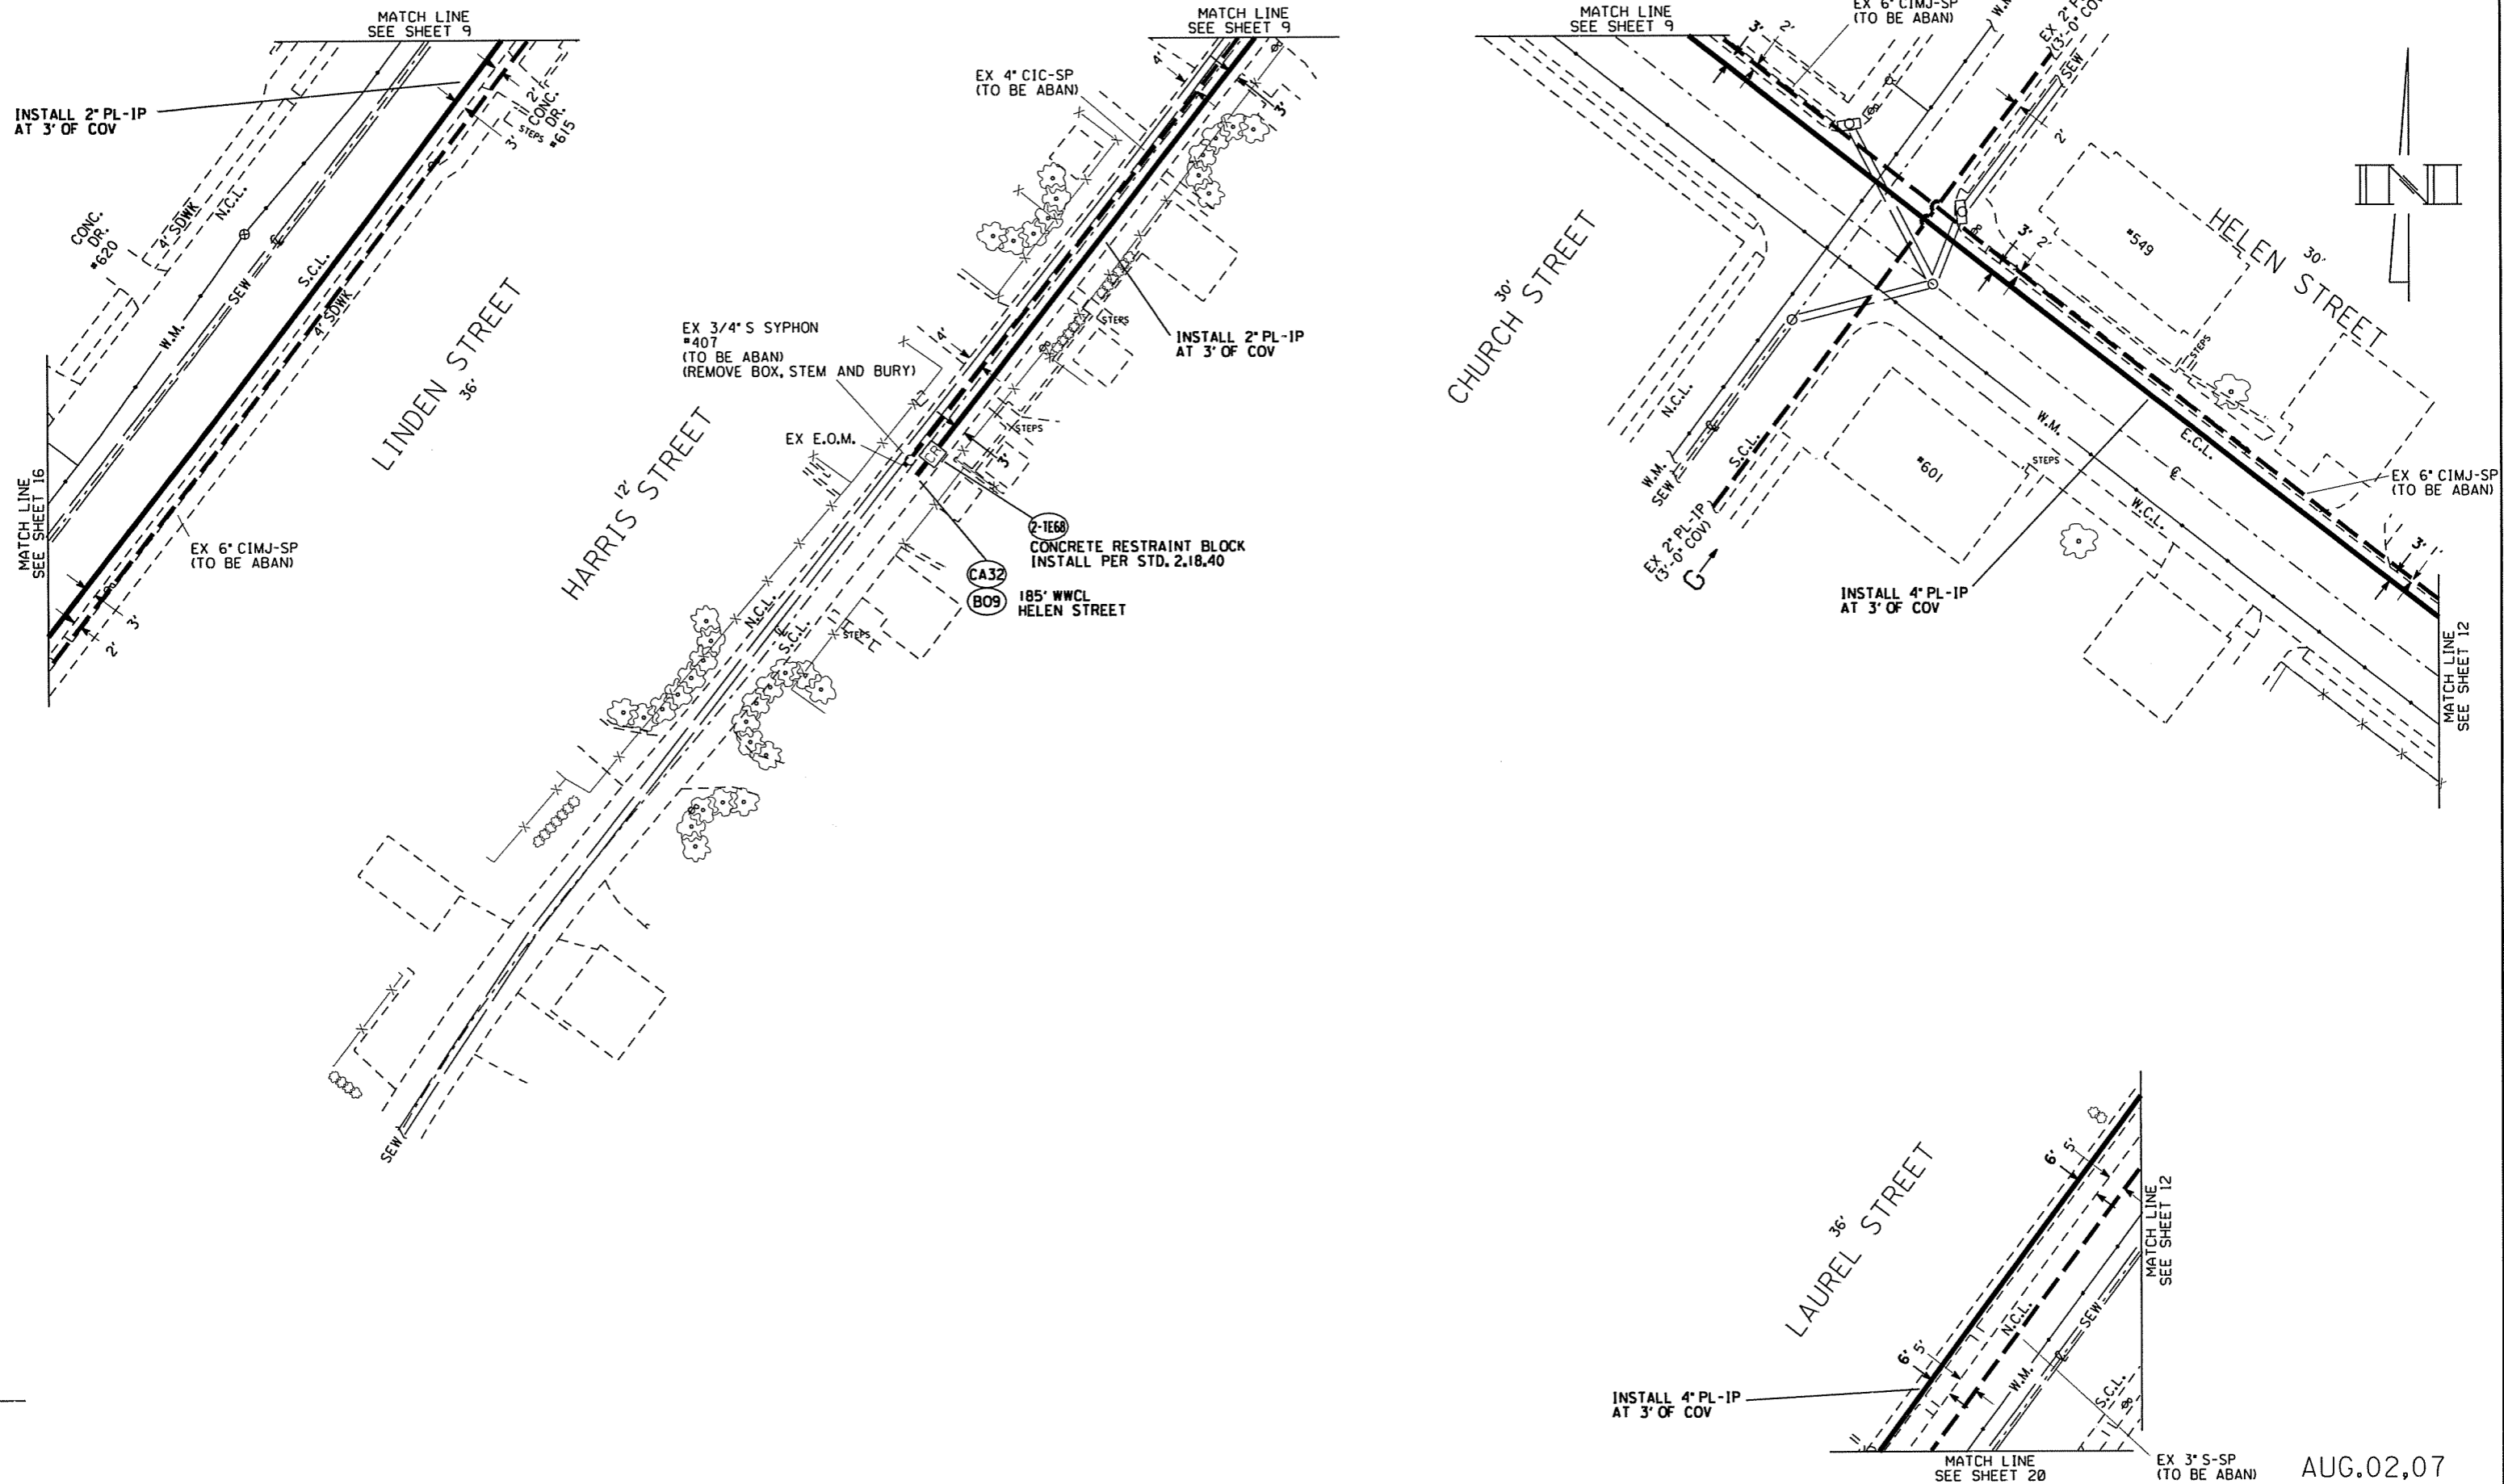 MATCH LINE
SEE SHEET 9
INSTALL 2" PL-IP
AT 3' OF COV
2'
CONC.
DR.
#615
STEPS
3'
CONC.
DR.
#620
4' SDWK
N.C.L.
W.M.
SEW
S.C.L.
4' SDWK
LINDEN STREET
36'
MATCH LINE
SEE SHEET 16
EX 6" CIMJ-SP
(TO BE ABAN)
3'
2'
MATCH LINE
SEE SHEET 9
4'
3'
EX 4" CIC-SP
(TO BE ABAN)
STEPS
INSTALL 2" PL-IP
AT 3' OF COV
EX 3/4" S SYPHON
#407
(TO BE ABAN)
(REMOVE BOX, STEM AND BURY)
4'
EX E.O.M.
CR
STEPS
3'
12'
HARRIS STREET
2-TE68
CONCRETE RESTRAINT BLOCK
INSTALL PER STD. 2.18.40
CA32
B09
185' WWCL
HELEN STREET
N.C.L.
S.C.L.
STEPS
SEW
MATCH LINE
SEE SHEET 9
3'
2'
EX 6" CIMJ-SP
(TO BE ABAN)
SEW
2'
30'
CHURCH STREET
#549
HELEN STREET
30'
3'
2'
STEPS
N.C.L.
W.M.
SEW
S.C.L.
EX 2" PL-IP
(3'-0" COV)
G
#601
STEPS
W.M.
E.C.L.
W.C.L.
EX 6" CIMJ-SP
(TO BE ABAN)
3'
1'
INSTALL 4" PL-IP
AT 3' OF COV
MATCH LINE
SEE SHEET 12
N
36'
LAUREL STREET
6'
5'
MATCH LINE
SEE SHEET 12
N.C.L.
SEW
6'
5'
W.M.
S.C.L.
INSTALL 4" PL-IP
AT 3' OF COV
MATCH LINE
SEE SHEET 20
EX 3" S-SP
(TO BE ABAN)
AUG.02,07